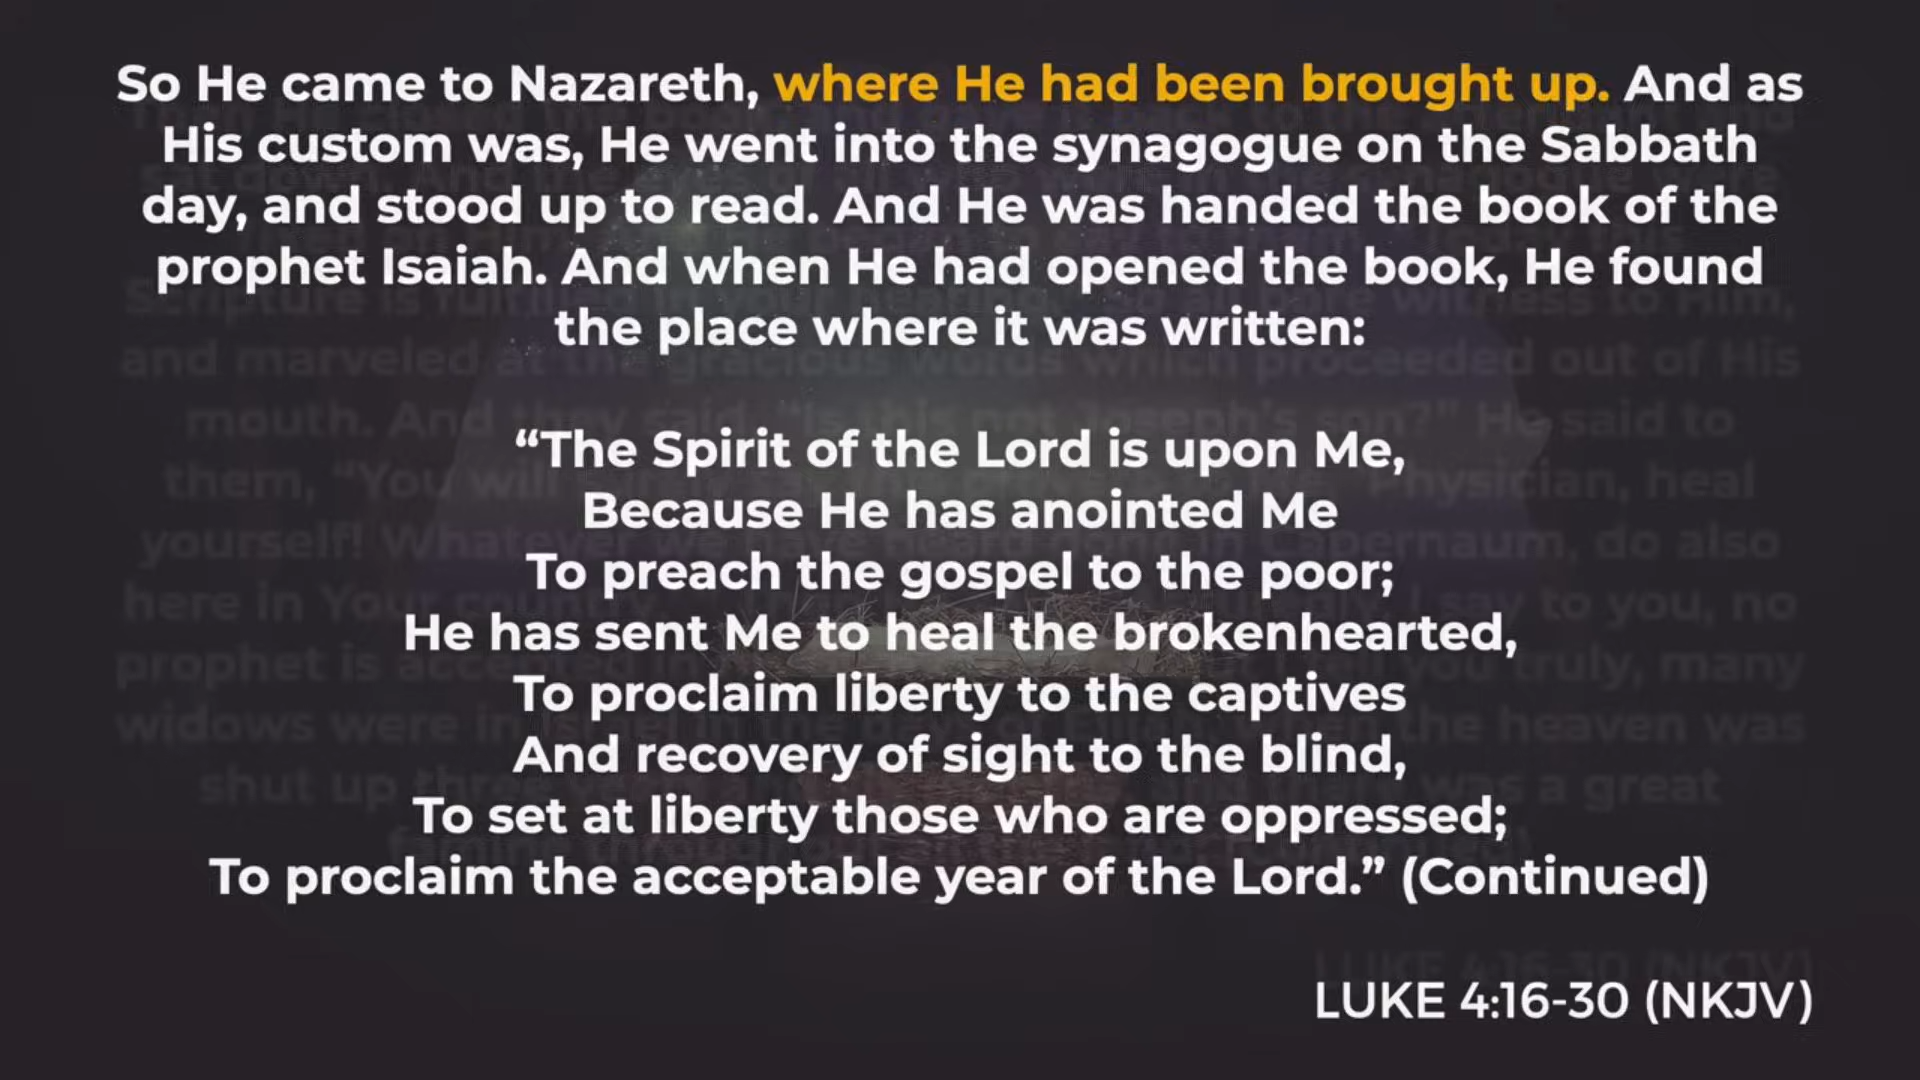 So He came to Nazareth, where He had been brought up. And as
His custom was, He went into the synagogue on the Sabbath
day, and stood up to read. And He was handed the book of the
prophet Isaiah. And when He had opened the book, He found
the place where it was written:
“The Spirit of the Lord is upon Me,
Because He has anointed Me
To preach the gospel to the poor;
He has sent Me to heal the brokenhearted,
To proclaim liberty to the captives
And recovery of sight to the blind,
To set at liberty those who are oppressed;
To proclaim the acceptable year of the Lord.” (Continued)
LUKE 4:16-30 (NKJV)